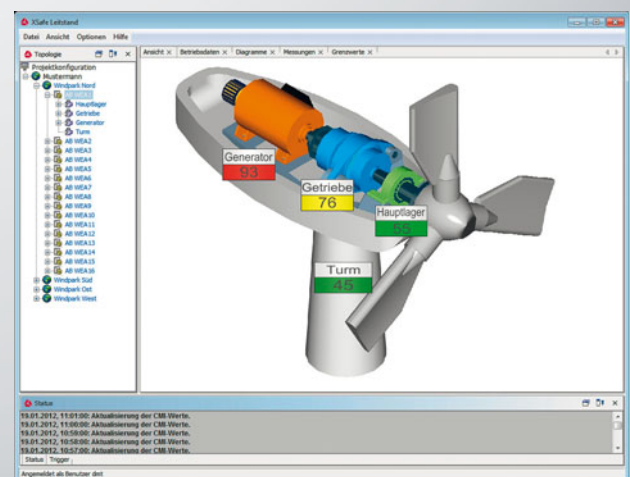 XSafe Leitstand
Datei Ansicht Optionen Hilfe
Topologie
Projektkonfiguration
Mustermann
Windpark Nord
AB WEA1
Hauptlager
Getriebe
Generator
Turm
AB WEA2
AB WEA3
AB WEA4
AB WEA5
AB WEA6
AB WEA7
AB WEA8
AB WEA9
AB WEA10
AB WEA11
AB WEA12
AB WEA13
AB WEA14
AB WEA15
AB WEA16
Windpark Süd
Windpark Ost
Windpark West
Ansicht Betriebsdaten Diagramme Messungen Grenzwerte
Generator
93
Getriebe
76
Hauptlager
55
Turm
45
Status
19.01.2012, 11:01:00: Aktualisierung der CMI-Werte.
19.01.2012, 11:00:00: Aktualisierung der CMI-Werte.
19.01.2012, 10:59:00: Aktualisierung der CMI-Werte.
19.01.2012, 10:58:00: Aktualisierung der CMI-Werte.
19.01.2012, 10:57:00: Aktualisierung der CMI-Werte.
Status Trigger
Angemeldet als Benutzer dmt